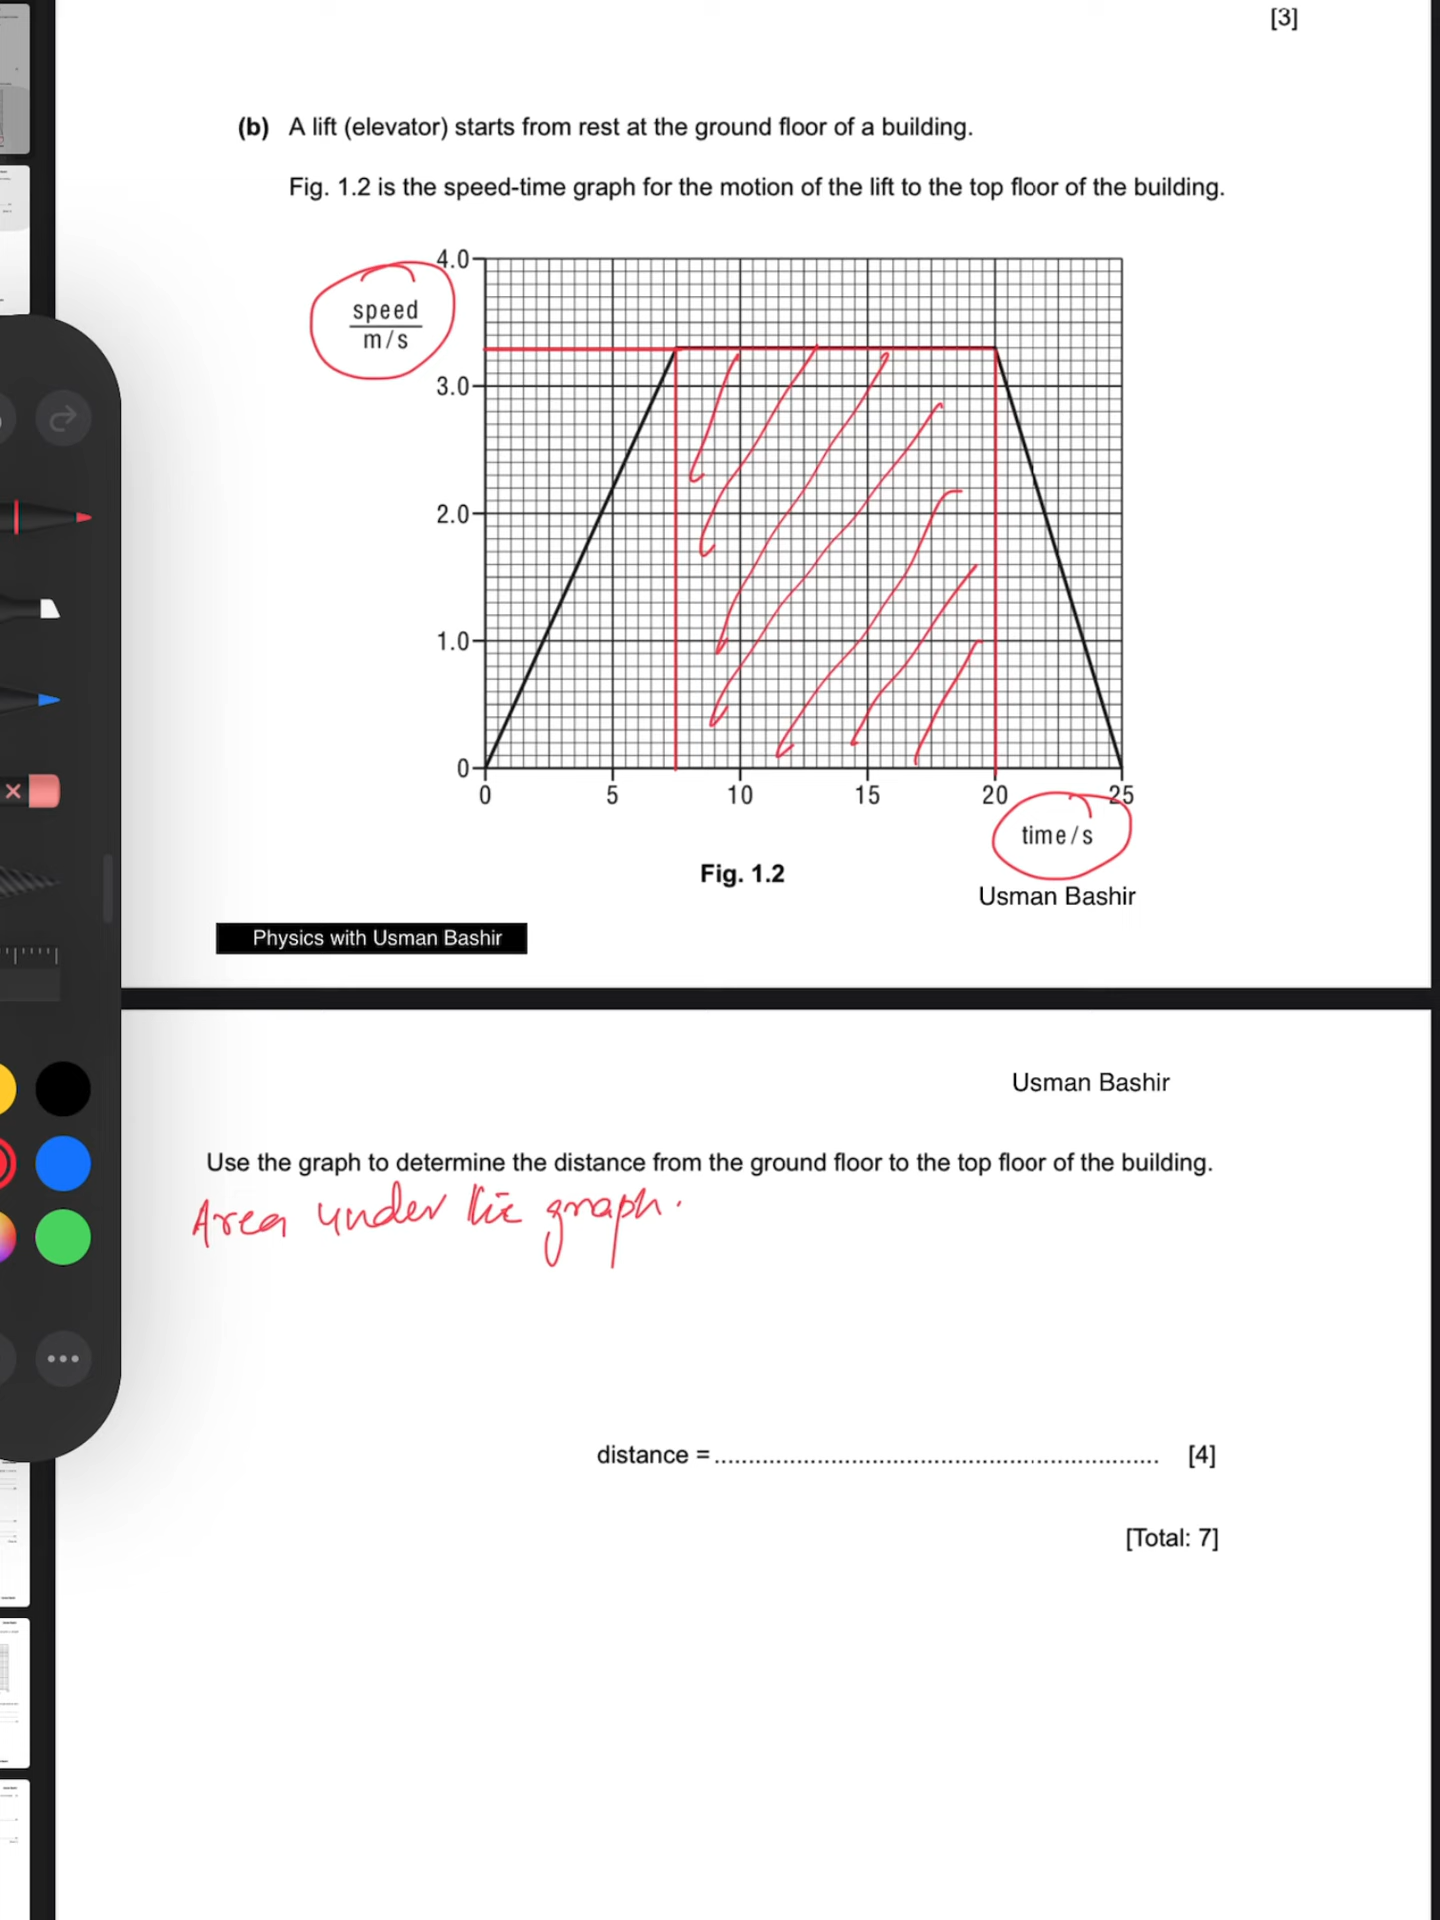 [3]
(b) A lift (elevator) starts from rest at the ground floor of a building.
Fig. 1.2 is the speed-time graph for the motion of the lift to the top floor of the building.
4.0
speed
m/s
3.0
2.0
1.0
0
0 5 10 15 20 25
time/s
Fig. 1.2
Usman Bashir
Physics with Usman Bashir
Usman Bashir
Use the graph to determine the distance from the ground floor to the top floor of the building.
Area under the graph.
distance = ................................................................ [4]
[Total: 7]